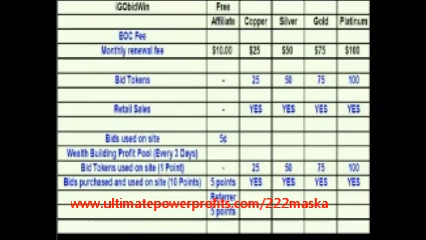 iGObidWin Free
Affiliate Copper Silver Gold Platinum
EOC Fee
Monthly renewal fee $10.00 $25 $50 $75 $100
Bid Tokens - 25 50 75 100
Retail Sales - YES YES YES YES
Bids used on site 5¢
Wealth Building Profit Pool (Every 3 Days)
Bid Tokens used on site (1 Point) - 25 50 75 100
Bids purchased and used on site (10 Points) 5 points YES YES YES YES
Referrer
www.ultimatepowerprofits.com/222maska
5 points